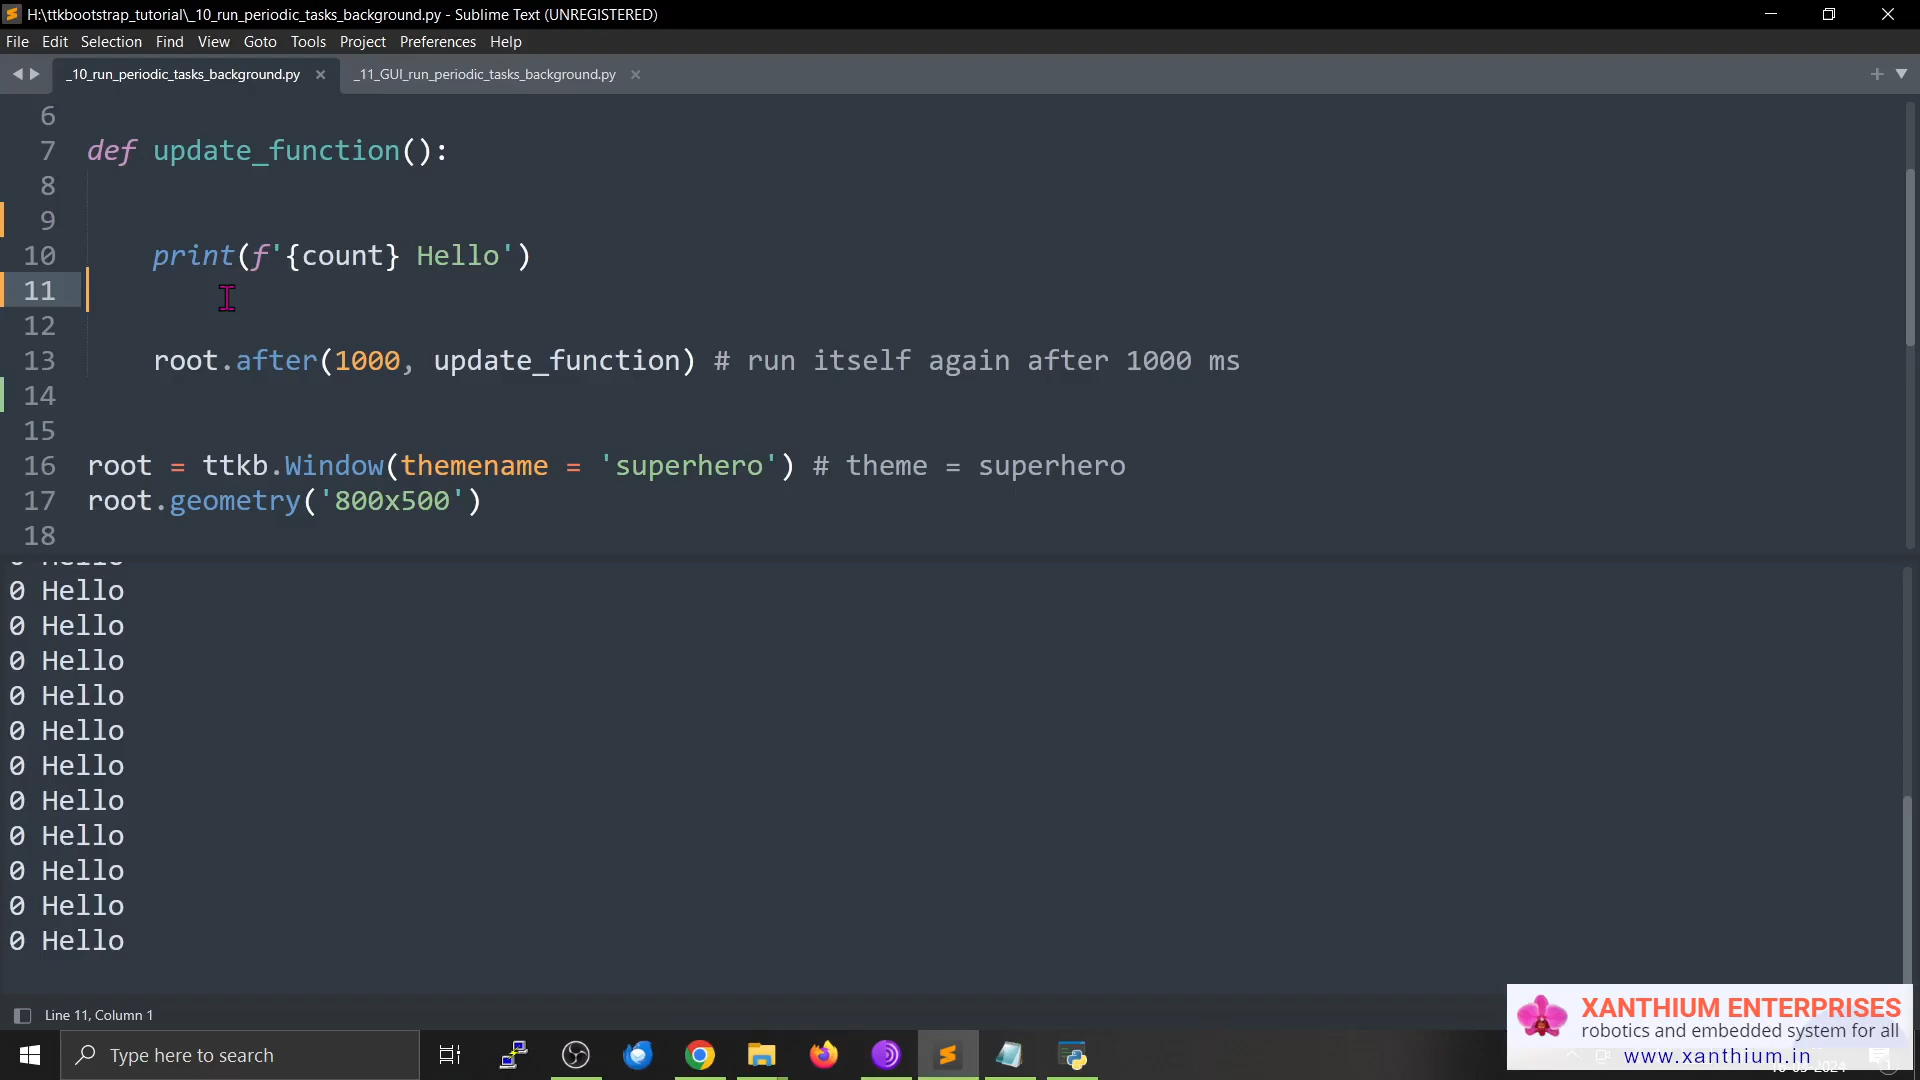 H:\ttkbootstrap_tutorial\_10_run_periodic_tasks_background.py - Sublime Text (UNREGISTERED)
File Edit Selection Find View Goto Tools Project Preferences Help
_10_run_periodic_tasks_background.py _11_GUI_run_periodic_tasks_background.py
6
7 def update_function():
8
9
10 print(f'{count} Hello')
11
12
13 root.after(1000, update_function) # run itself again after 1000 ms
14
15
16 root = ttkb.Window(themename = 'superhero') # theme = superhero
17 root.geometry('800x500')
18
0 Hello
0 Hello
0 Hello
0 Hello
0 Hello
0 Hello
0 Hello
0 Hello
0 Hello
0 Hello
0 Hello
0 Hello
Line 11, Column 1
XANTHIUM ENTERPRISES
robotics and embedded system for all
www.xanthium.in
Type here to search